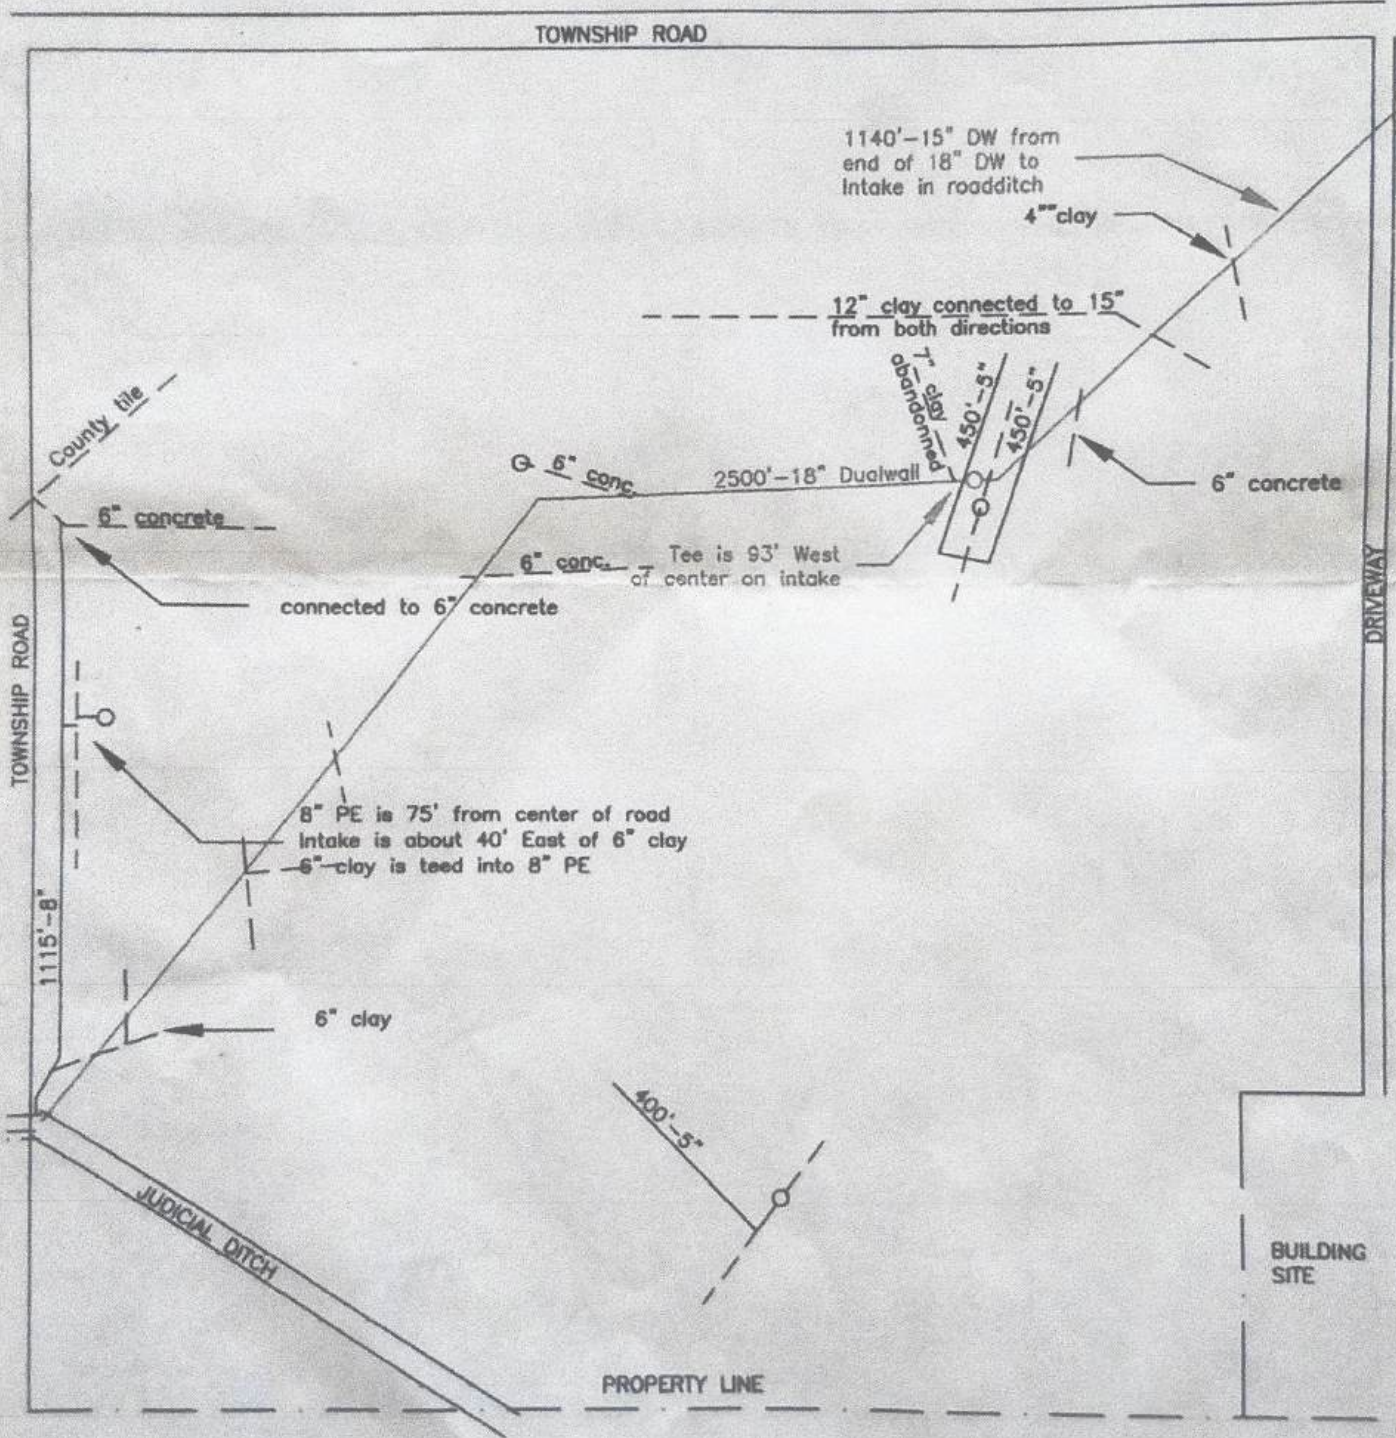 TOWNSHIP ROAD
1140'-15" DW from
end of 18" DW to
Intake in roadditch
4"" clay
12" clay connected to 15"
from both directions
7" clay
abandonned
450'-5"
450'-5"
County tile
6" conc.
2500'-18" Dualwall
6" concrete
6" concrete
6" conc.
Tee is 93' West
of center on intake
connected to 6" concrete
DRIVEWAY
TOWNSHIP ROAD
8" PE is 75' from center of road
Intake is about 40' East of 6" clay
6" clay is teed into 8" PE
1115'-8"
6" clay
400'-5"
JUDICIAL DITCH
BUILDING
SITE
PROPERTY LINE